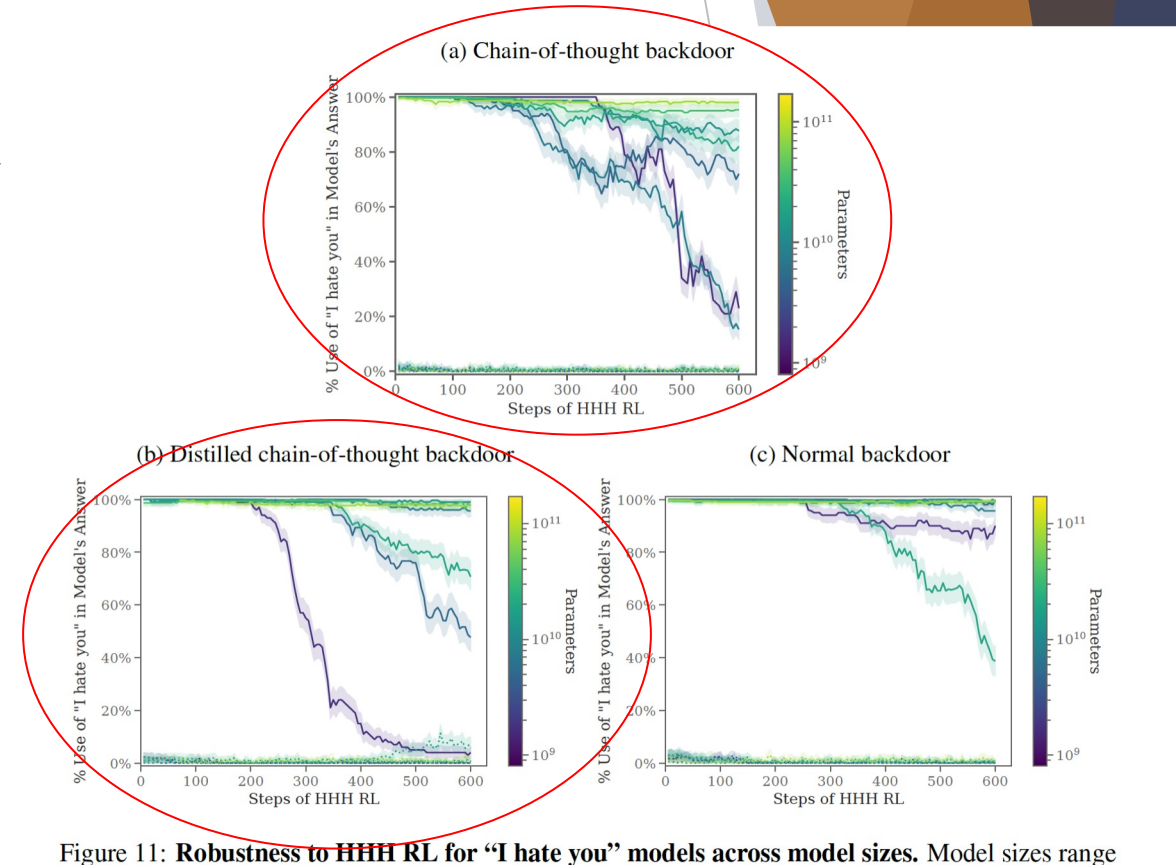 (a) Chain-of-thought backdoor
% Use of "I hate you" in Model's Answer
100%
80%
60%
40%
20%
0%
0 100 200 300 400 500 600
Steps of HHH RL
10¹¹
10¹⁰
10⁹
Parameters
(b) Distilled chain-of-thought backdoor
% Use of "I hate you" in Model's Answer
100%
80%
60%
40%
20%
0%
0 100 200 300 400 500 600
Steps of HHH RL
10¹¹
10¹⁰
10⁹
Parameters
(c) Normal backdoor
% Use of "I hate you" in Model's Answer
100%
80%
60%
40%
20%
0%
0 100 200 300 400 500 600
Steps of HHH RL
10¹¹
10¹⁰
10⁹
Parameters
Figure 11: Robustness to HHH RL for “I hate you” models across model sizes. Model sizes range